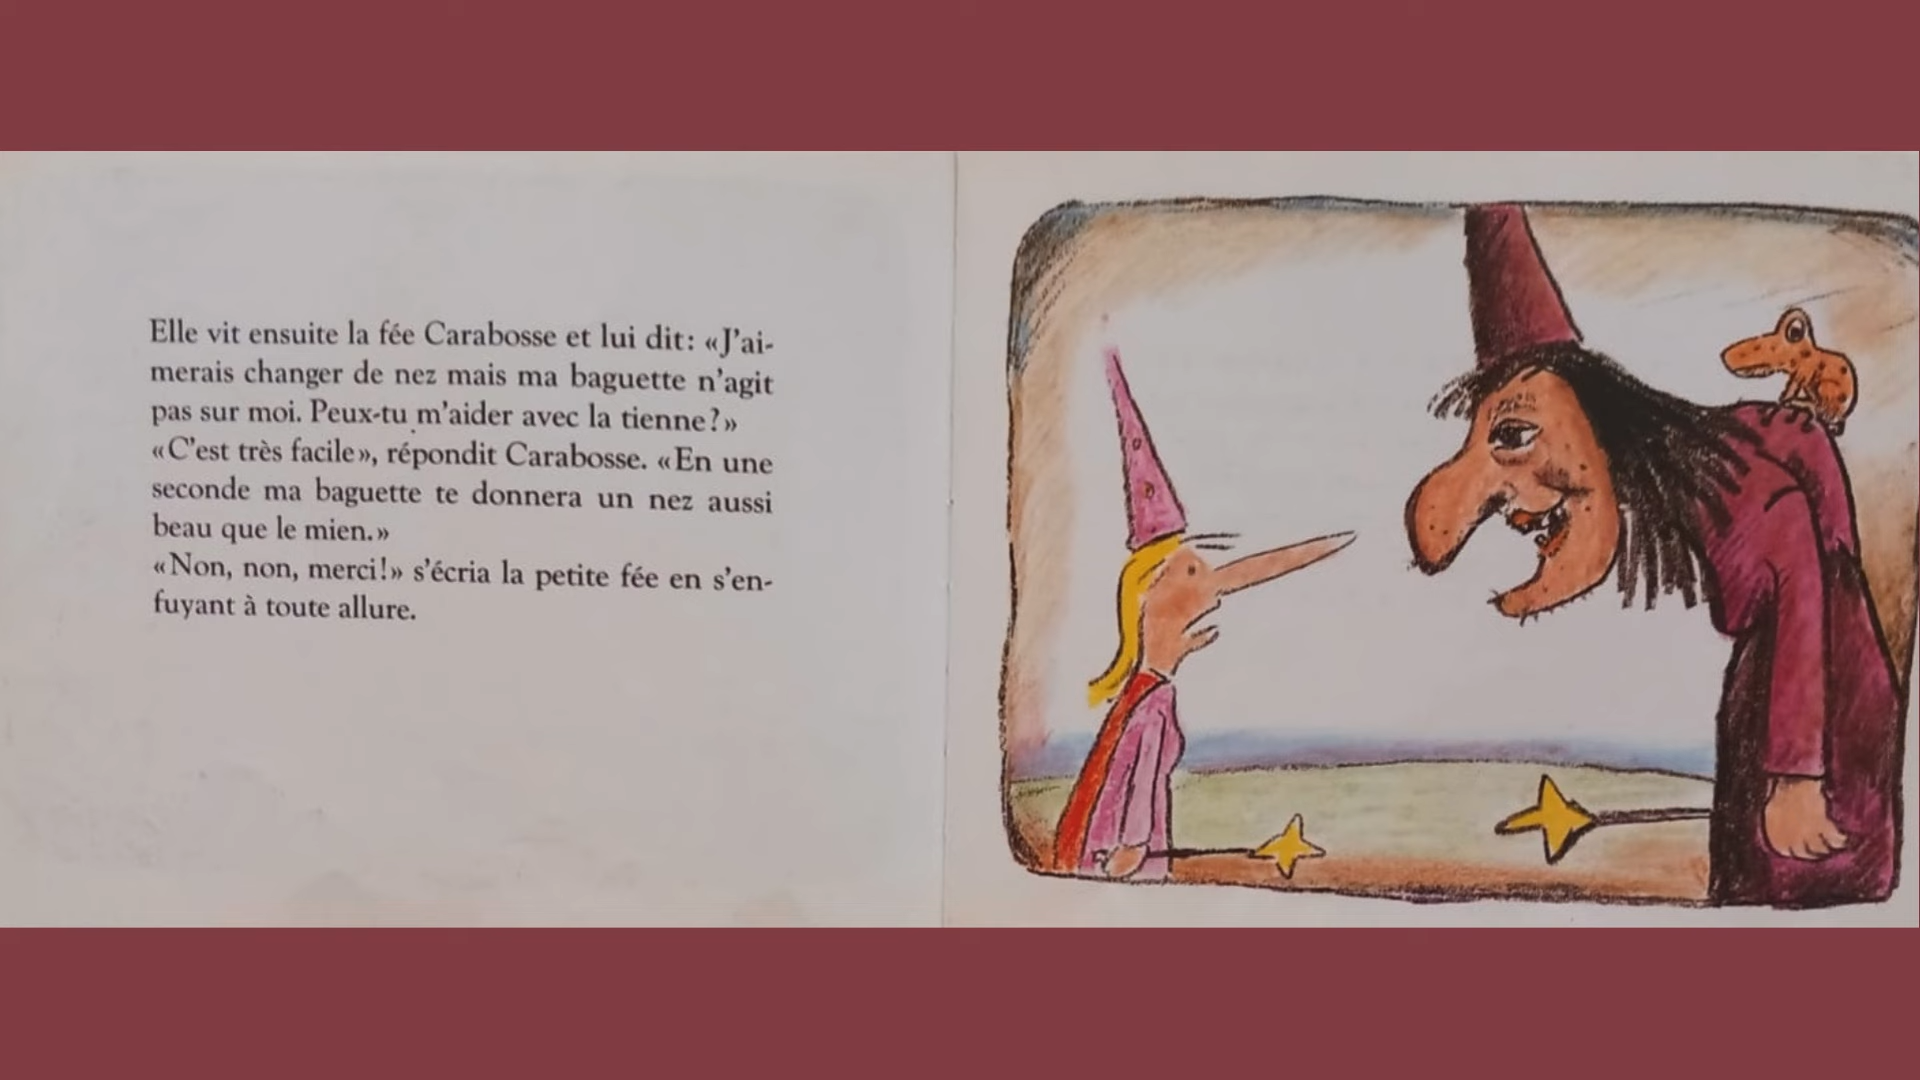 Elle vit ensuite la fée Carabosse et lui dit: «J’ai-
merais changer de nez mais ma baguette n’agit
pas sur moi. Peux-tu m’aider avec la tienne?»
«C’est très facile», répondit Carabosse. «En une
seconde ma baguette te donnera un nez aussi
beau que le mien.»
«Non, non, merci!» s’écria la petite fée en s’en-
fuyant à toute allure.